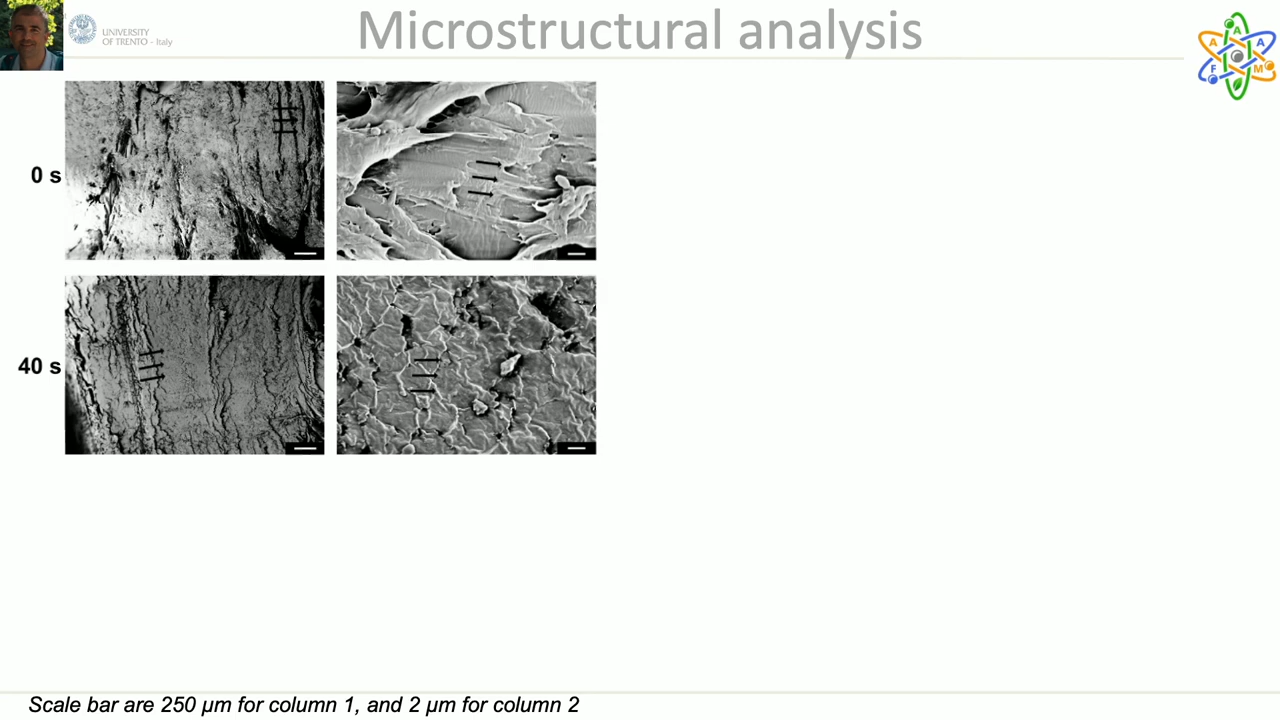 Microstructural analysis
UNIVERSITY
OF TRENTO - Italy
A
A
A
F
M
0 s
40 s
Scale bar are 250 µm for column 1, and 2 µm for column 2